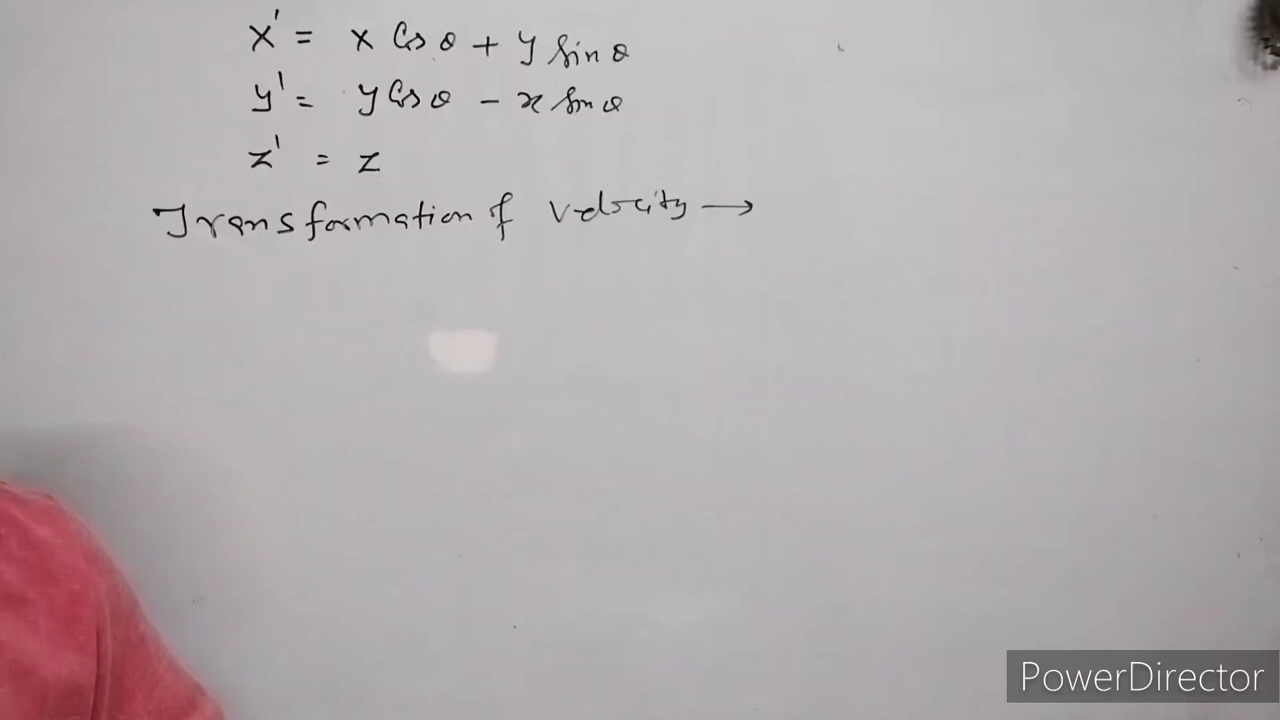 x' = x Cos θ + y Sin θ
y' = y Cos θ - x Sin θ
z' = z
Transformation of Velocity →
PowerDirector